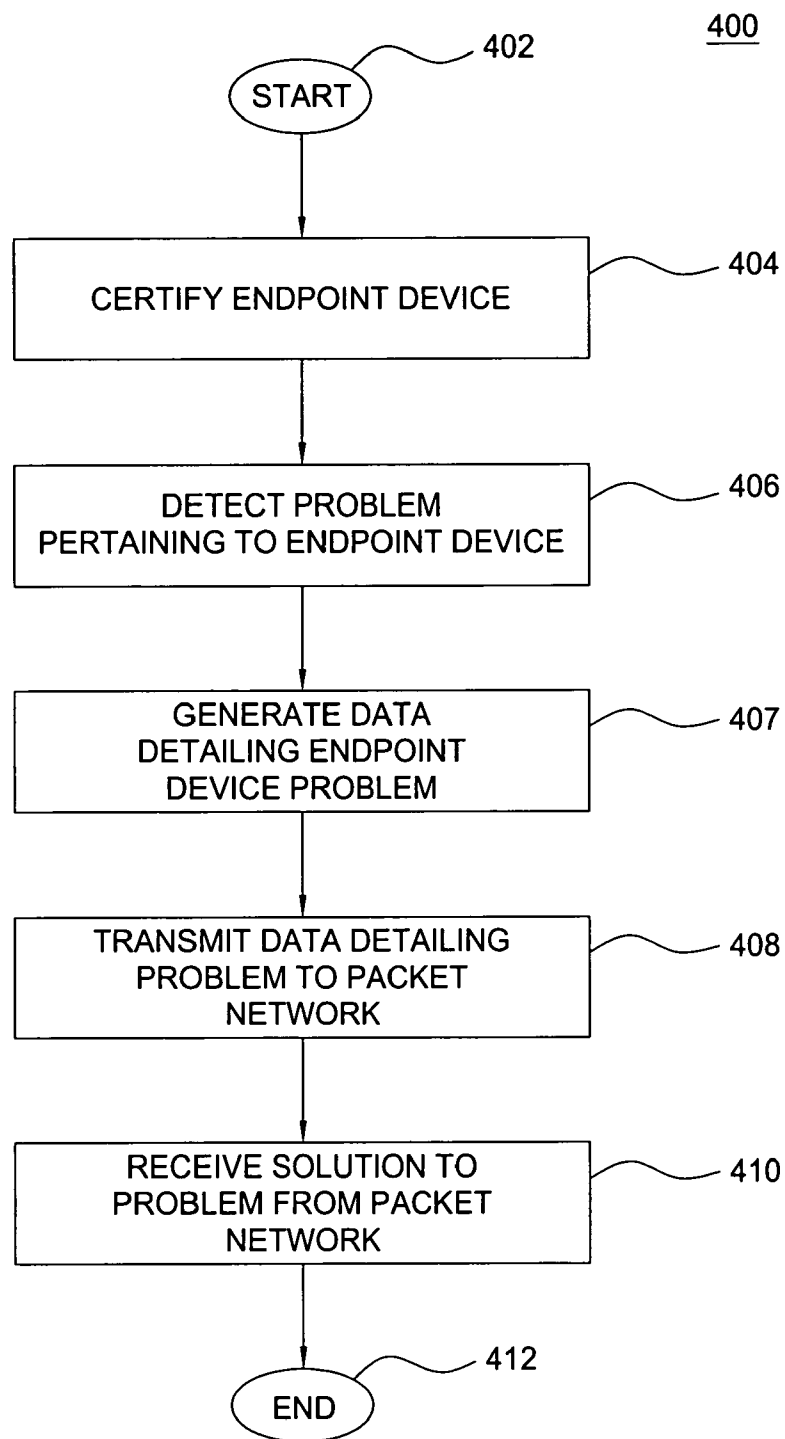 400
402
START
CERTIFY ENDPOINT DEVICE
404
DETECT PROBLEM
PERTAINING TO ENDPOINT DEVICE
406
GENERATE DATA
DETAILING ENDPOINT
DEVICE PROBLEM
407
TRANSMIT DATA DETAILING
PROBLEM TO PACKET
NETWORK
408
RECEIVE SOLUTION TO
PROBLEM FROM PACKET
NETWORK
410
412
END